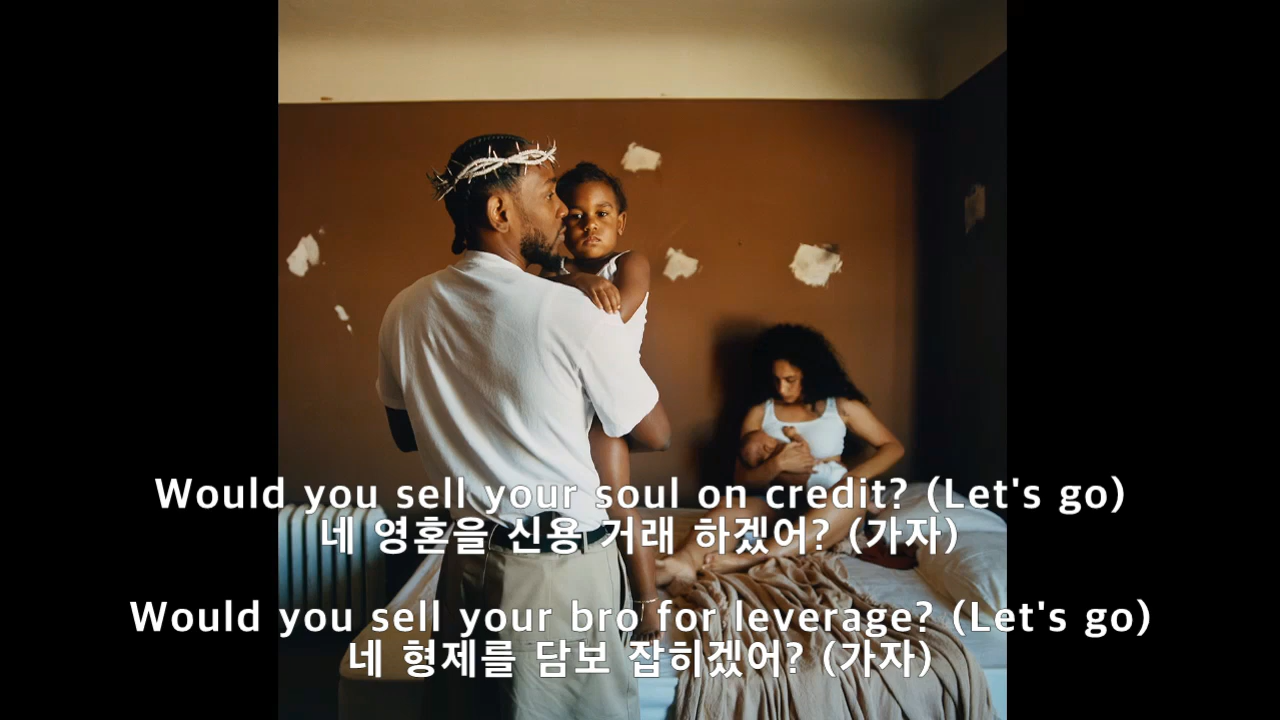 Would you sell your soul on credit? (Let's go)
네 영혼을 신용 거래 하겠어? (가자)
Would you sell your bro for leverage? (Let's go)
네 형제를 담보 잡히겠어? (가자)